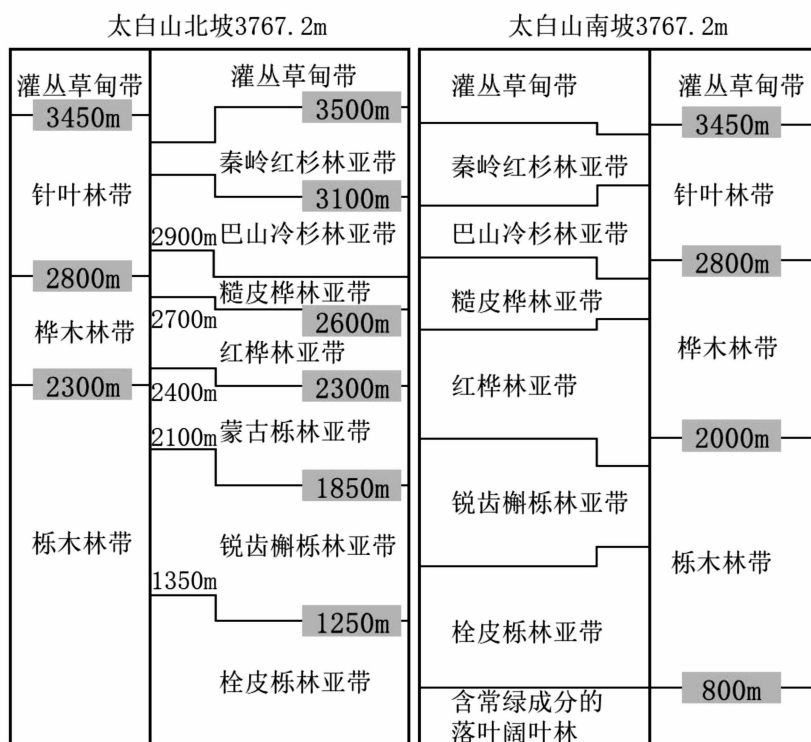 太白山北坡3767.2m
灌丛草甸带
3450m
针叶林带
2800m
桦木林带
2300m
栎木林带
灌丛草甸带
3500m
秦岭红杉林亚带
3100m
2900m
巴山冷杉林亚带
糙皮桦林亚带
2700m
2600m
红桦林亚带
2400m
2300m
2100m
蒙古栎林亚带
1850m
锐齿槲栎林亚带
1350m
1250m
栓皮栎林亚带
太白山南坡3767.2m
灌丛草甸带
秦岭红杉林亚带
巴山冷杉林亚带
糙皮桦林亚带
红桦林亚带
锐齿槲栎林亚带
栓皮栎林亚带
含常绿成分的
落叶阔叶林
灌丛草甸带
3450m
针叶林带
2800m
桦木林带
2000m
栎木林带
800m